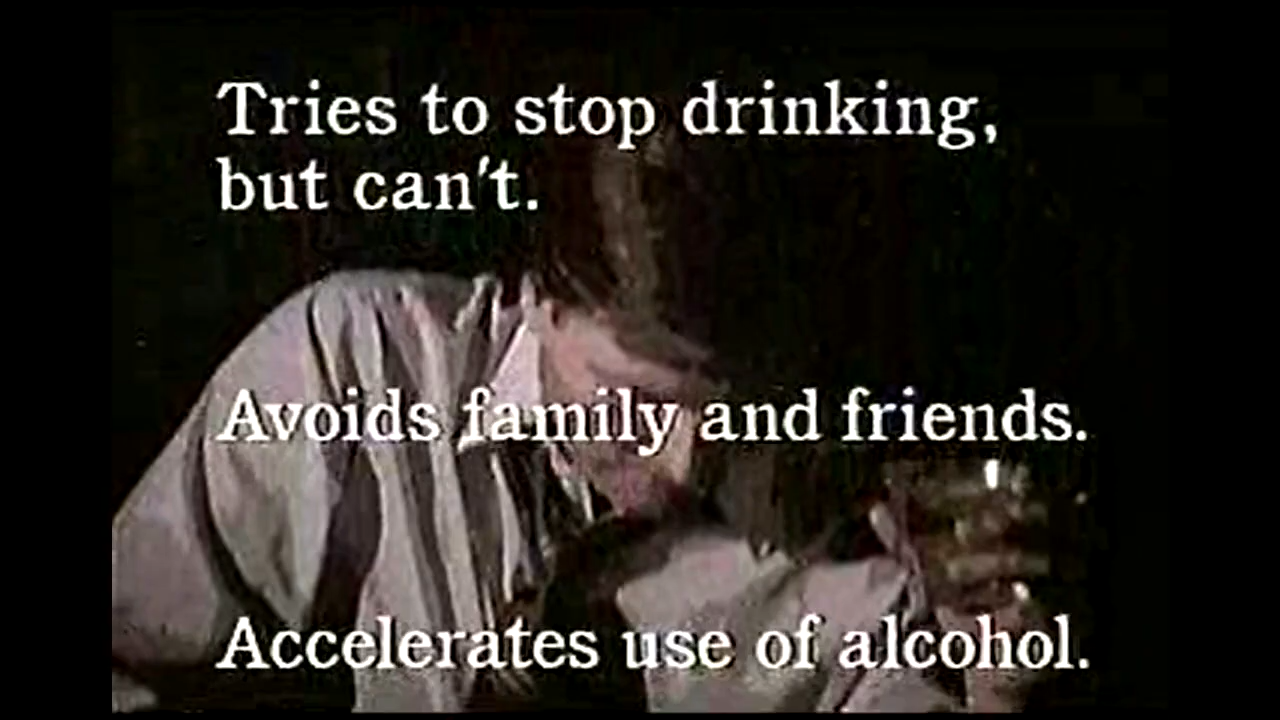 Tries to stop drinking,
but can't.
Avoids family and friends.
Accelerates use of alcohol.